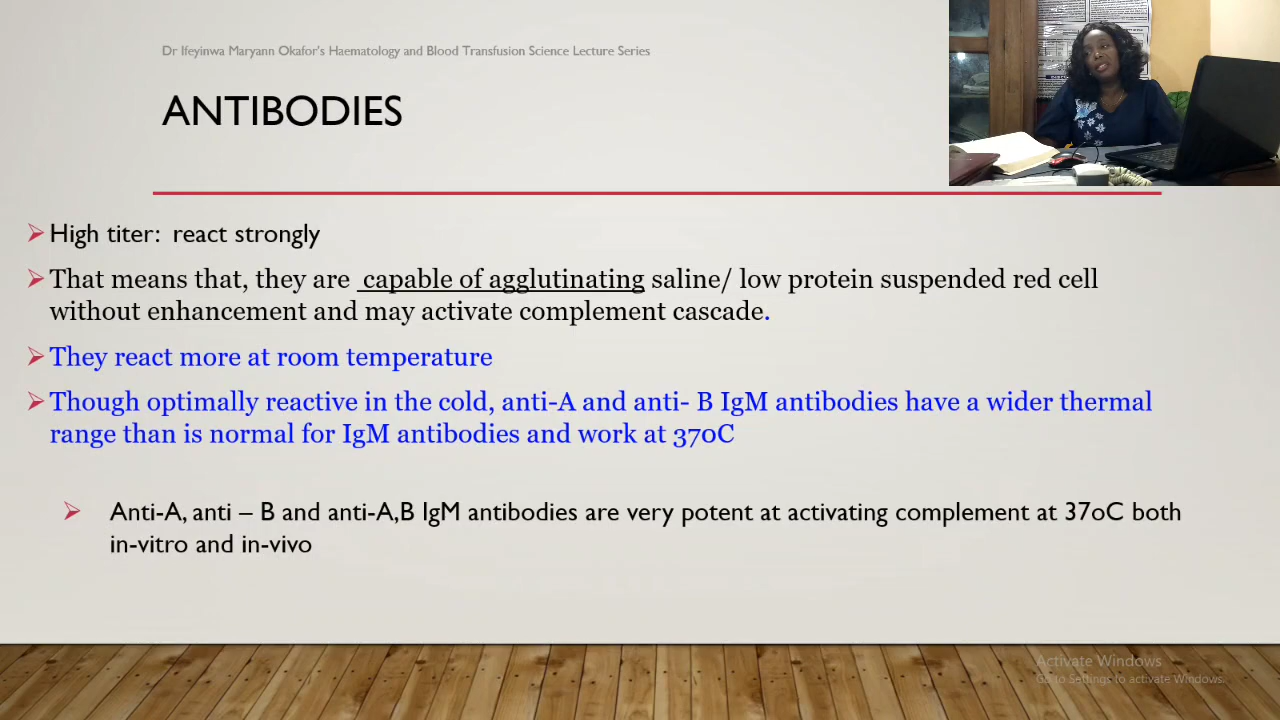 Dr Ifeyinwa Maryann Okafor's Haematology and Blood Transfusion Science Lecture Series
ANTIBODIES
High titer: react strongly
That means that, they are capable of agglutinating saline/ low protein suspended red cell
without enhancement and may activate complement cascade.
They react more at room temperature
Though optimally reactive in the cold, anti-A and anti- B IgM antibodies have a wider thermal
range than is normal for IgM antibodies and work at 370C
Anti-A, anti – B and anti-A,B IgM antibodies are very potent at activating complement at 37oC both
in-vitro and in-vivo
Activate Windows
Go to Settings to activate Windows.